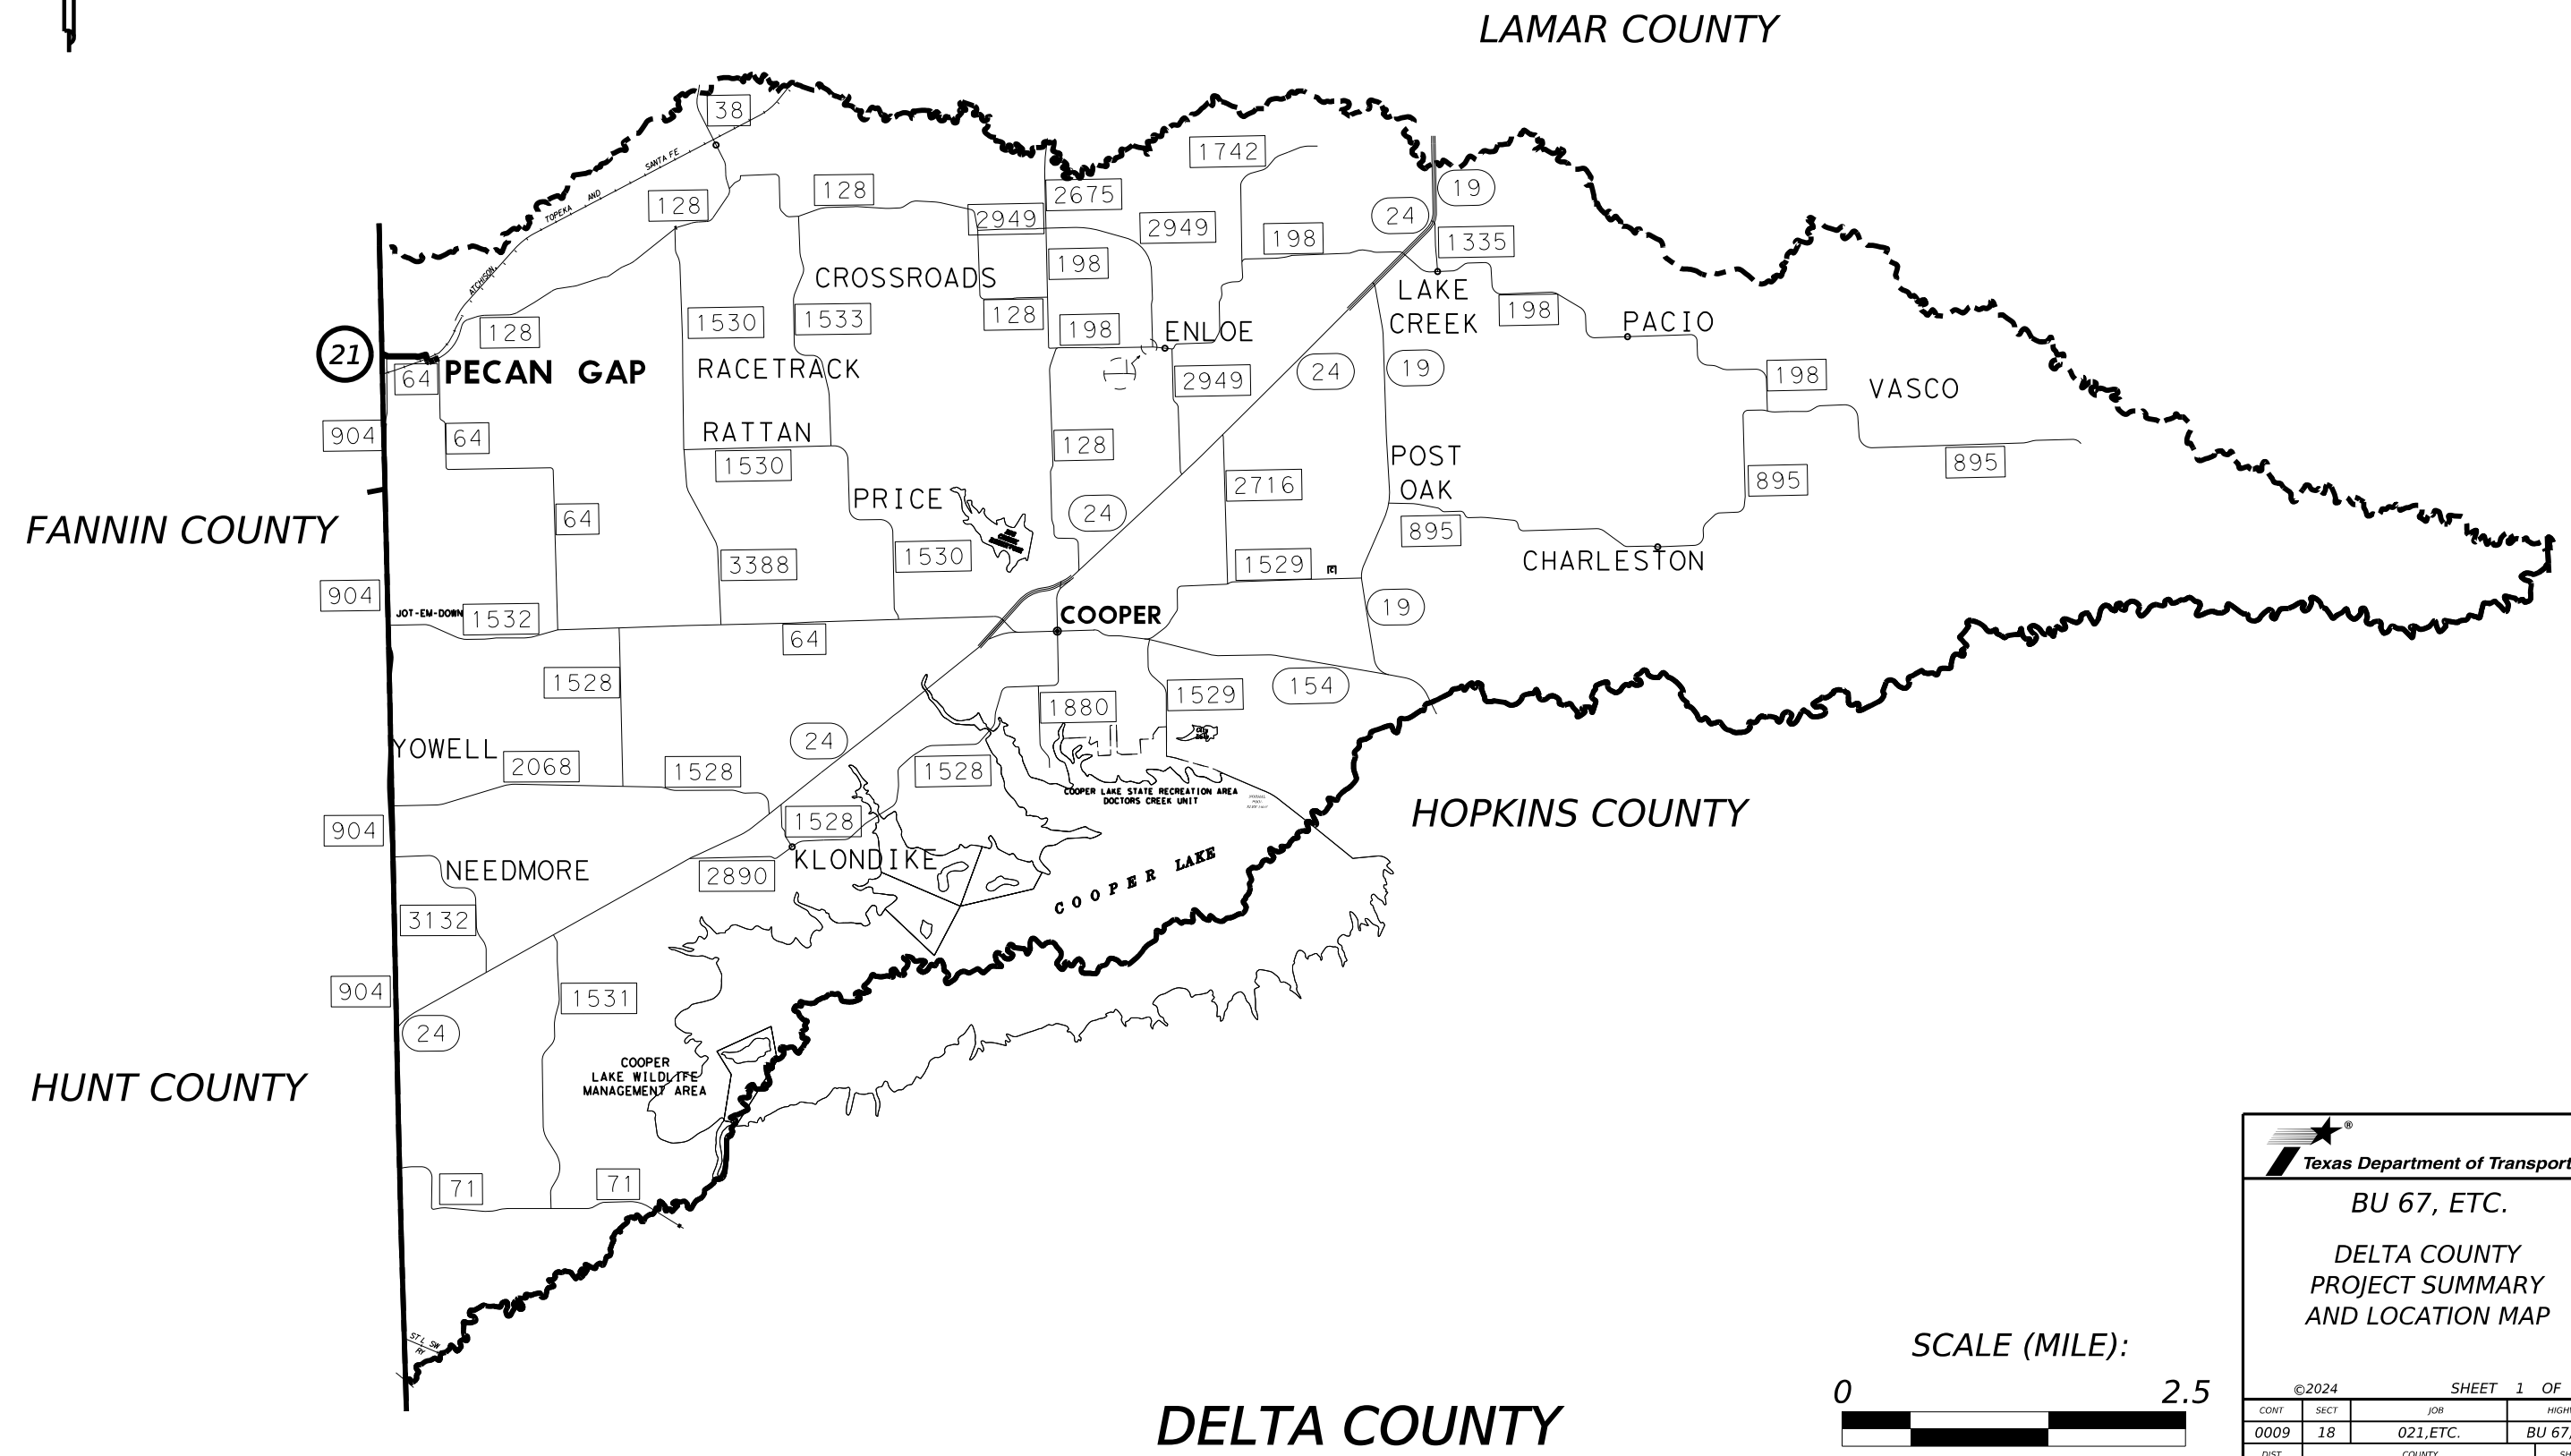 LAMAR COUNTY
38
SANTA FE
AND
TOPEKA
ATCHISON,
128
128
2675
2949
1742
2949
24
19
198
1335
198
CROSSROADS
LAKE
CREEK
128
1530
1533
128
198
ENLOE
198
PACIO
21
64
PECAN GAP
RACETRACK
2949
24
19
198
VASCO
904
64
RATTAN
1530
128
POST
OAK
895
895
2716
PRICE
24
64
FANNIN COUNTY
3388
1530
1529
895
CHARLESTON
904
JOT-EM-DOWN
1532
64
COOPER
19
1528
1880
1529
154
YOWELL
2068
1528
24
1528
COOPER LAKE STATE RECREATION AREA
DOCTORS CREEK UNIT
HOPKINS COUNTY
904
1528
NEEDMORE
2890
KLONDIKE
COOPER LAKE
3132
904
1531
24
COOPER
LAKE WILDLIFE
MANAGEMENT AREA
HUNT COUNTY
71
71
ST L SW
RY
DELTA COUNTY
SCALE (MILE):
0 2.5
®
Texas Department of Transport
BU 67, ETC.
DELTA COUNTY
PROJECT SUMMARY
AND LOCATION MAP
©2024 SHEET 1 OF
CONT SECT JOB HIGH
0009 18 021,ETC. BU 67,
DIST COUNTY SH